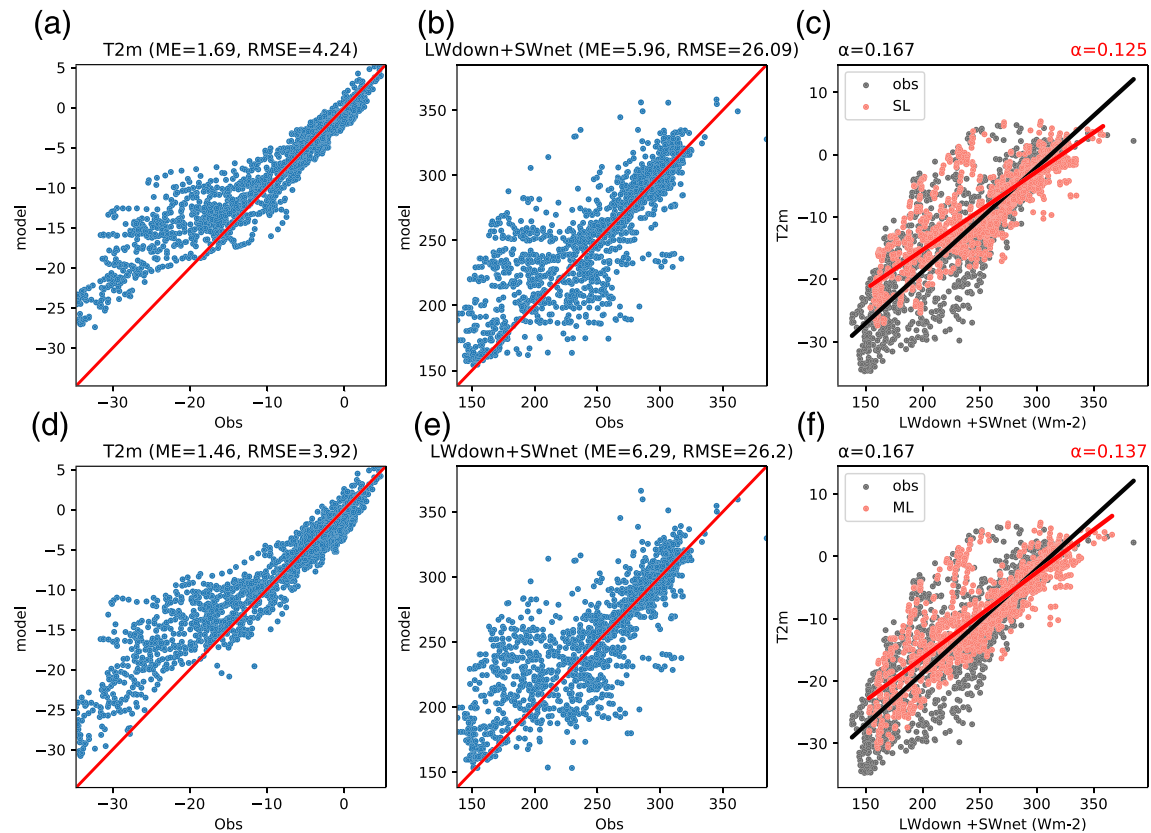 (a)
T2m (ME=1.69, RMSE=4.24)
5
0
−5
−10
−15
−20
−25
−30
model
−30
−20
−10
0
Obs
(b)
LWdown+SWnet (ME=5.96, RMSE=26.09)
350
300
250
200
150
model
150
200
250
300
350
Obs
(c)
α=0.167
α=0.125
obs
SL
10
0
−10
−20
−30
T2m
150
200
250
300
350
LWdown +SWnet (Wm-2)
(d)
T2m (ME=1.46, RMSE=3.92)
5
0
−5
−10
−15
−20
−25
−30
model
−30
−20
−10
0
Obs
(e)
LWdown+SWnet (ME=6.29, RMSE=26.2)
350
300
250
200
150
model
150
200
250
300
350
Obs
(f)
α=0.167
α=0.137
obs
ML
10
0
−10
−20
−30
T2m
150
200
250
300
350
LWdown +SWnet (Wm-2)